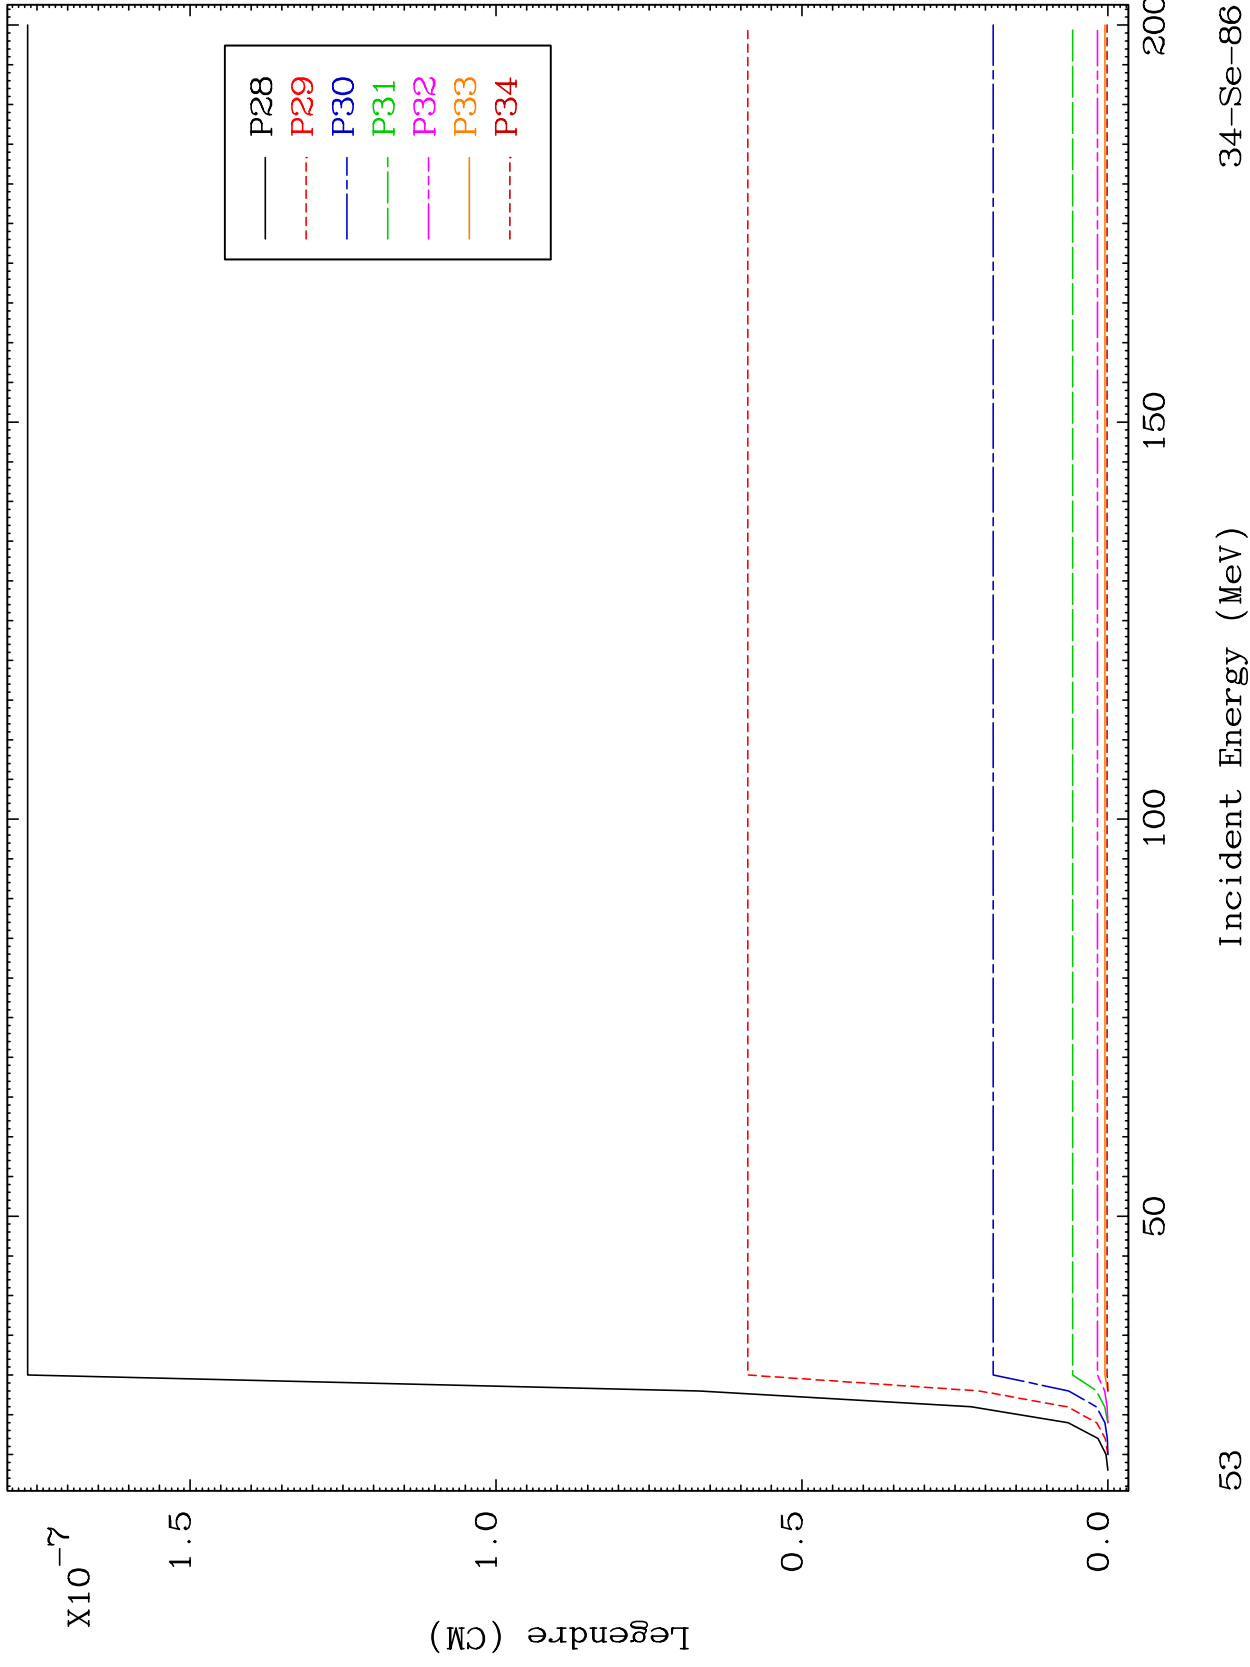 X10-7
1.5
1.0
0.5
0.0
Legendre (CM)
P28
P29
P30
P31
P32
P33
P34
50
100
150
200
Incident Energy (MeV)
53
34-Se-86